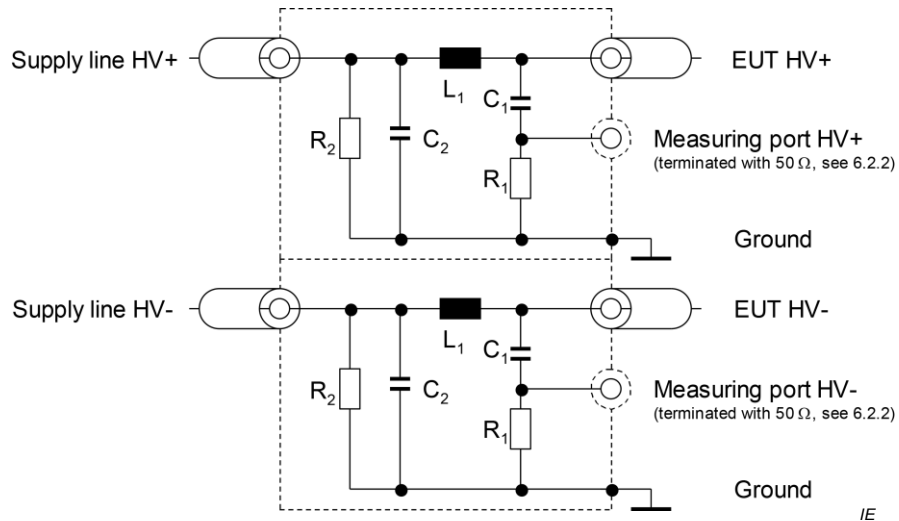 Supply line HV+
EUT HV+
L1
C1
R2
C2
Measuring port HV+
(terminated with 50 Ω, see 6.2.2)
R1
Ground
Supply line HV-
EUT HV-
L1
C1
R2
C2
Measuring port HV-
(terminated with 50 Ω, see 6.2.2)
R1
Ground
IE